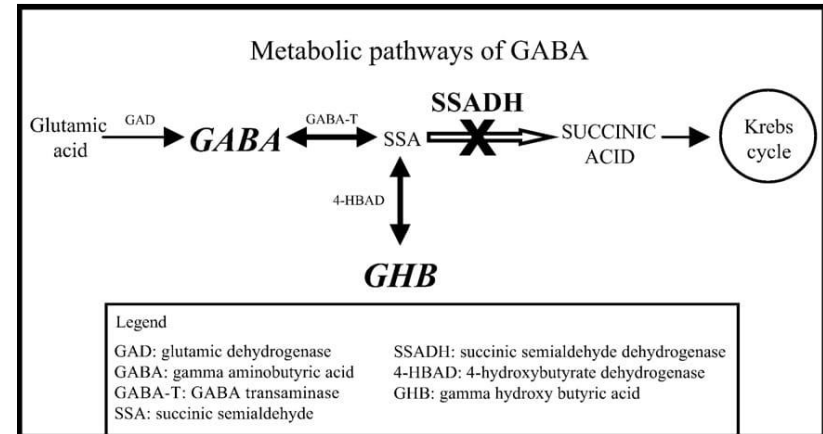 Metabolic pathways of GABA
Glutamic acid
GAD
GABA
GABA-T
SSA
SSADH
X
SUCCINIC ACID
Krebs cycle
4-HBAD
GHB
Legend
GAD: glutamic dehydrogenase
GABA: gamma aminobutyric acid
GABA-T: GABA transaminase
SSA: succinic semialdehyde
SSADH: succinic semialdehyde dehydrogenase
4-HBAD: 4-hydroxybutyrate dehydrogenase
GHB: gamma hydroxy butyric acid